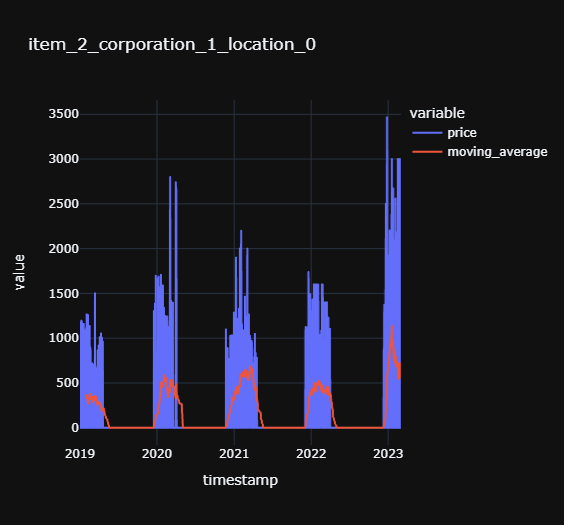 item_2_corporation_1_location_0
variable
price
moving_average
3500
3000
2500
2000
1500
1000
500
0
value
2019 2020 2021 2022 2023
timestamp